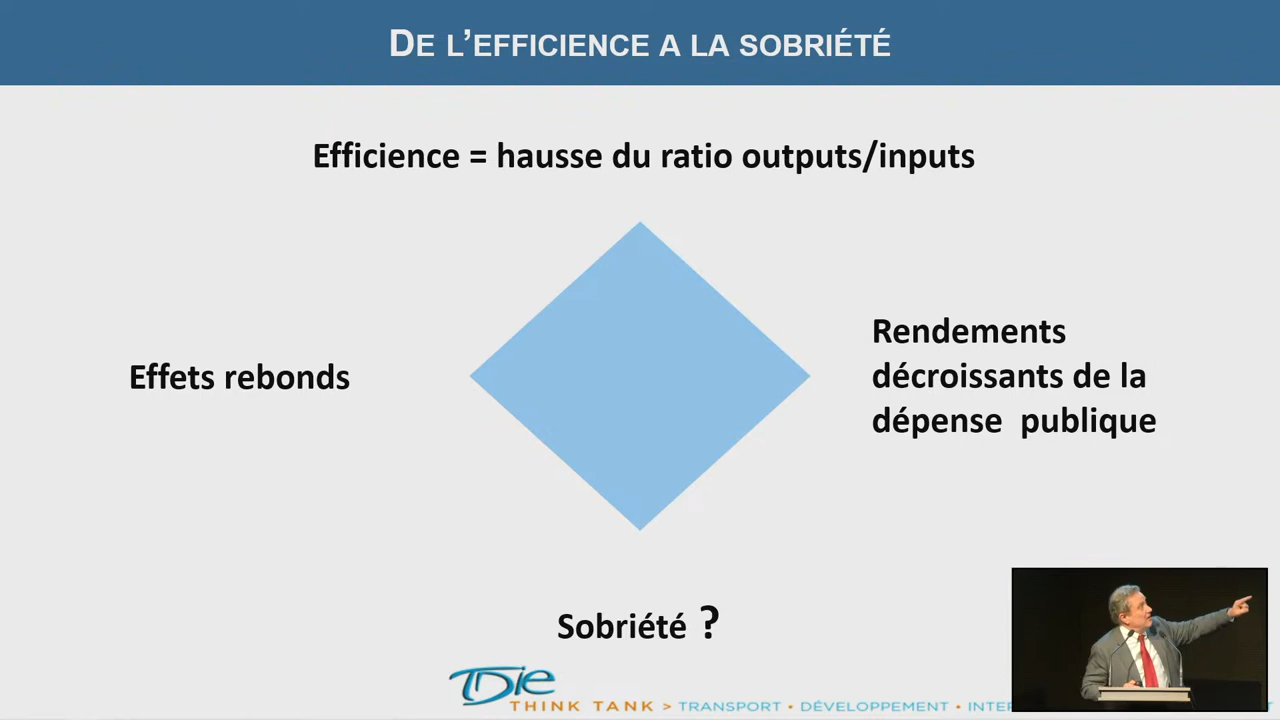 DE L'EFFICIENCE A LA SOBRIÉTÉ
Efficience = hausse du ratio outputs/inputs
Effets rebonds
Rendements
décroissants de la
dépense publique
Sobriété ?
TDie
THINK TANK > TRANSPORT • DÉVELOPPEMENT •